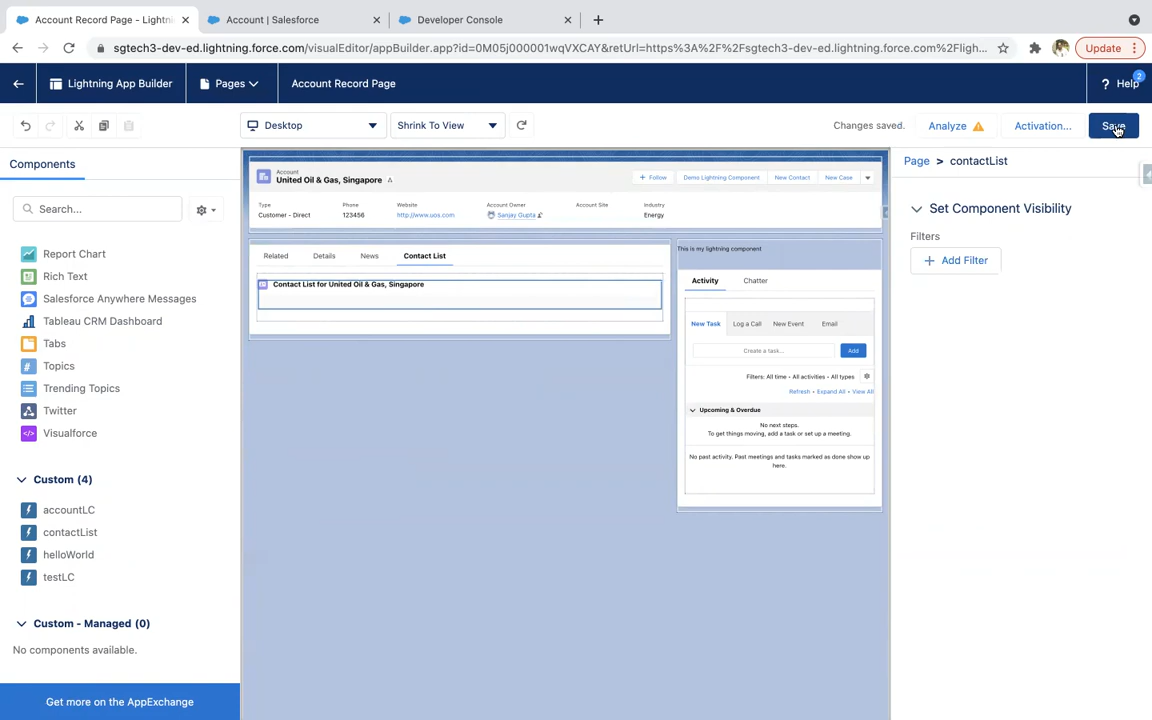 Account Record Page - Lightni
Account | Salesforce
Developer Console
sgtech3-dev-ed.lightning.force.com/visualEditor/appBuilder.app?id=0M05j000001wqVXCAY&retUrl=https%3A%2F%2Fsgtech3-dev-ed.lightning.force.com%2Fligh...
Update
Lightning App Builder
Pages
Account Record Page
2
? Help
Desktop
Shrink To View
Changes saved.
Analyze
Activation...
Save
Components
Search...
Report Chart
Rich Text
Salesforce Anywhere Messages
Tableau CRM Dashboard
Tabs
Topics
Trending Topics
Twitter
Visualforce
Custom (4)
accountLC
contactList
helloWorld
testLC
Custom - Managed (0)
No components available.
Get more on the AppExchange
Account
United Oil & Gas, Singapore
+ Follow
Demo Lightning Component
New Contact
New Case
Type Phone Website Account Owner Account Site Industry
Customer - Direct 123456 http://www.uos.com Sanjay Gupta Energy
Related Details News Contact List
Contact List for United Oil & Gas, Singapore
This is my lightning component
Activity Chatter
New Task Log a Call New Event Email
Create a task... Add
Filters: All time • All activities • All types
Refresh • Expand All • View All
Upcoming & Overdue
No next steps.
To get things moving, add a task or set up a meeting.
No past activity. Past meetings and tasks marked as done show up
here.
Page > contactList
Set Component Visibility
Filters
+ Add Filter